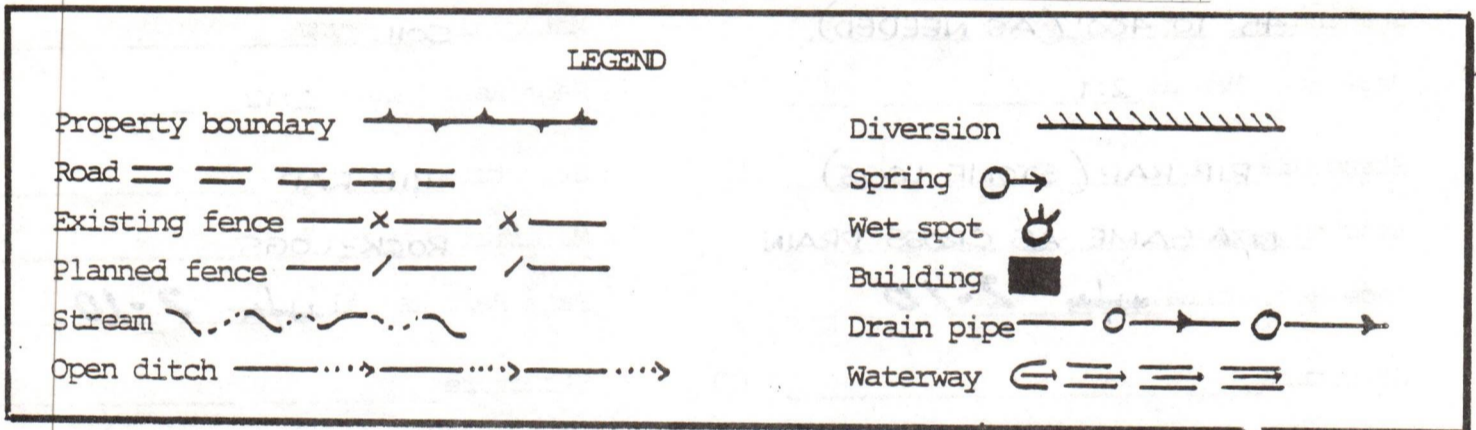 LEGEND
Property boundary
Road
Existing fence
Planned fence
Stream
Open ditch
Diversion
Spring
Wet spot
Building
Drain pipe
Waterway